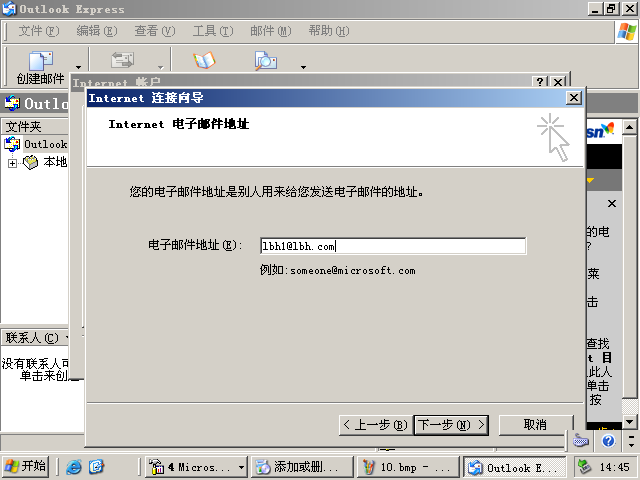 Outlook Express
文件(F) 编辑(E) 查看(V) 工具(T) 邮件(M) 帮助(H)
创建邮件
Internet 帐户
Outlo
Internet 连接向导
文件夹
Internet 电子邮件地址
Outlook
本地
您的电子邮件地址是别人用来给您发送电子邮件的地址。
的电
?
电子邮件地址(E):
lbh1@lbh.com
例如:someone@microsoft.com
菜
击
联系人(C)
查找
t 目
没有联系人可
此人
单击来创建
单击
按
<上一步(B) 下一步(N)> 取消
开始
4 Micros...
添加或删...
10.bmp - ...
Outlook E...
14:45